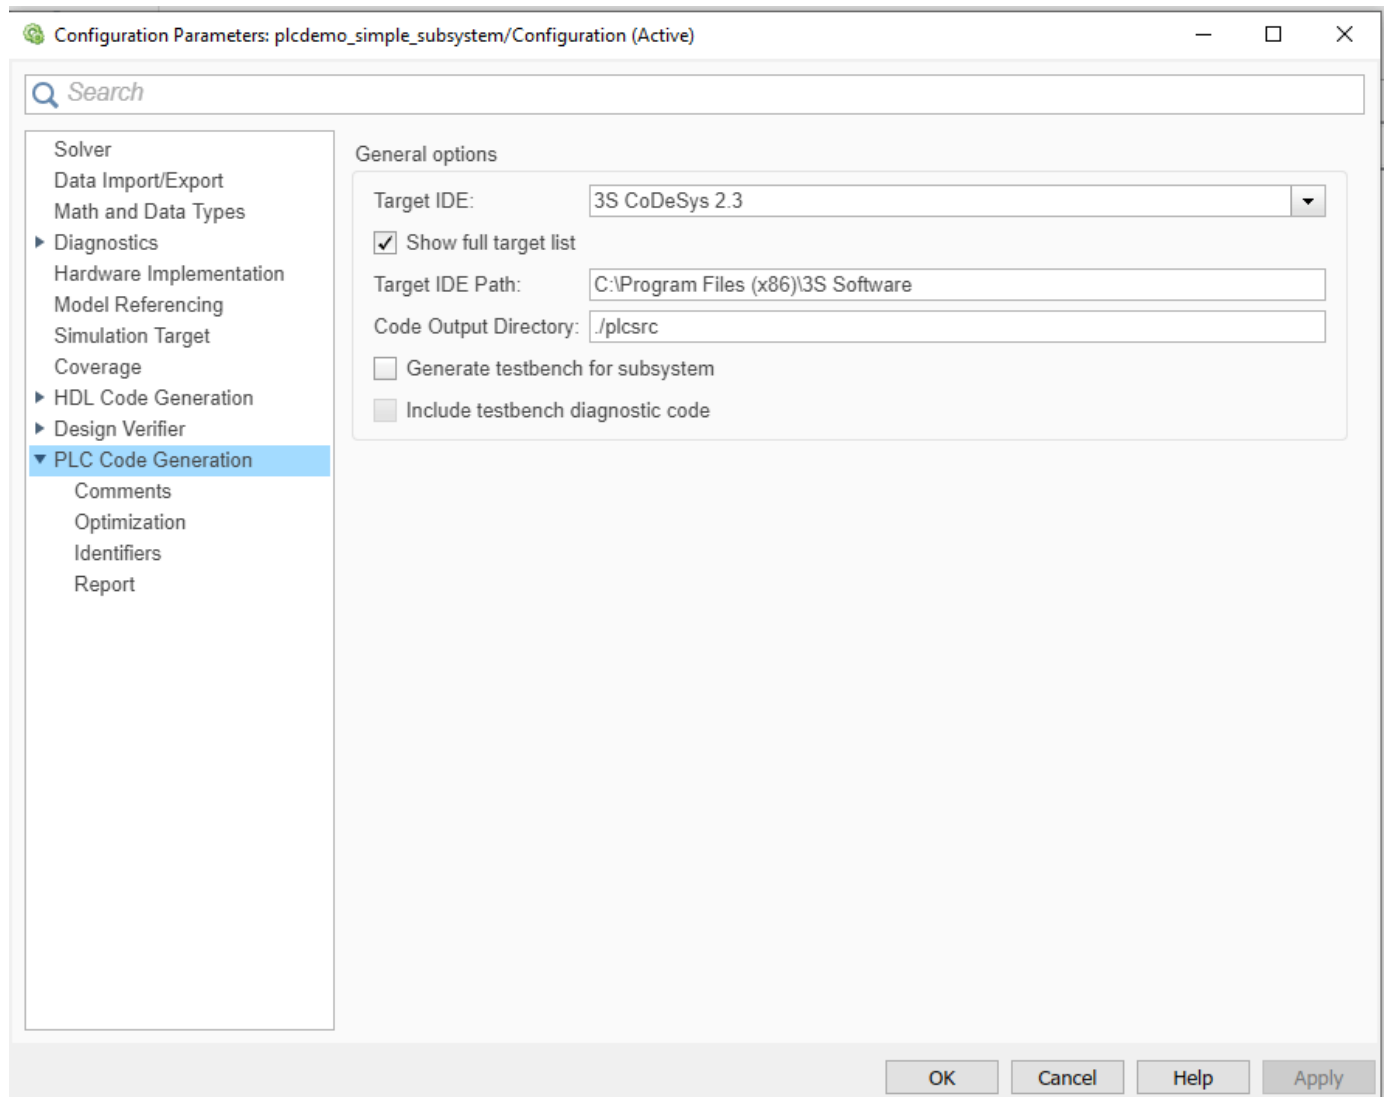 Configuration Parameters: plcdemo_simple_subsystem/Configuration (Active)
Search
Solver
Data Import/Export
Math and Data Types
Diagnostics
Hardware Implementation
Model Referencing
Simulation Target
Coverage
HDL Code Generation
Design Verifier
PLC Code Generation
Comments
Optimization
Identifiers
Report
General options
Target IDE: 3S CoDeSys 2.3
Show full target list
Target IDE Path: C:\Program Files (x86)\3S Software
Code Output Directory: ./plcsrc
Generate testbench for subsystem
Include testbench diagnostic code
OK Cancel Help Apply